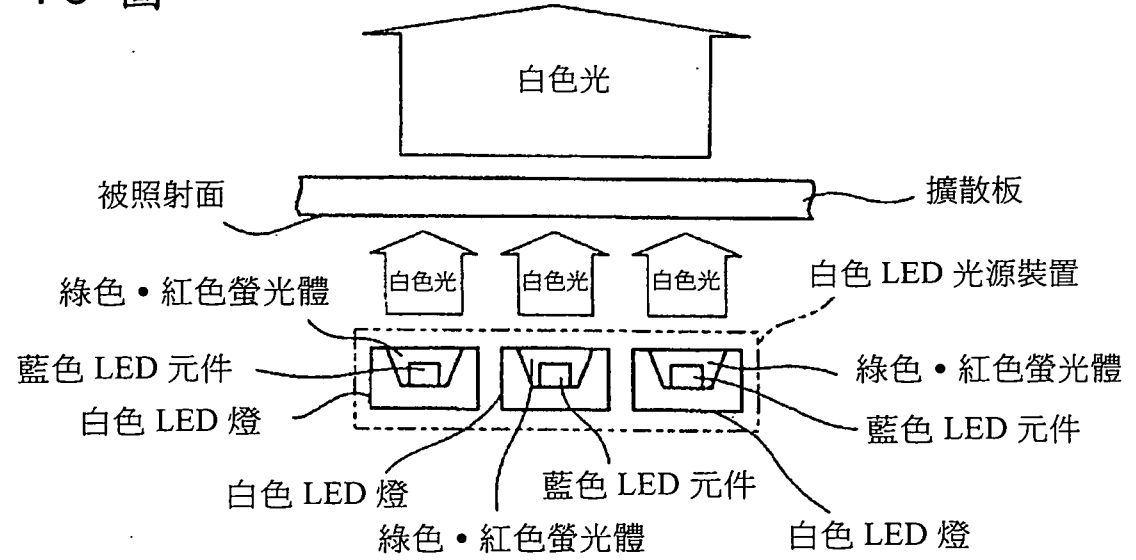 白色光
被照射面
擴散板
白色光
白色光
白色光
白色 LED 光源裝置
綠色•紅色螢光體
藍色 LED 元件
綠色•紅色螢光體
白色 LED 燈
藍色 LED 元件
白色 LED 燈
藍色 LED 元件
綠色•紅色螢光體
白色 LED 燈